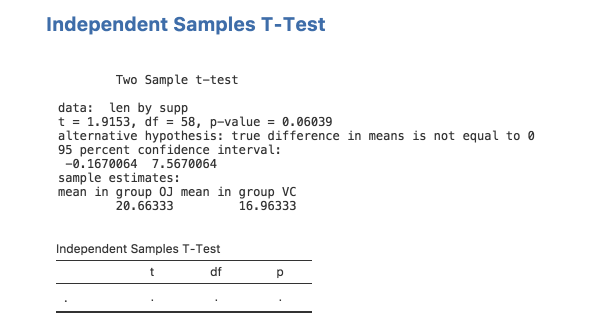 Independent Samples T-Test
Two Sample t-test
data:  len by supp
t = 1.9153, df = 58, p-value = 0.06039
alternative hypothesis: true difference in means is not equal to 0
95 percent confidence interval:
-0.1670064  7.5670064
sample estimates:
mean in group OJ mean in group VC
20.66333         16.96333
Independent Samples T-Test
t df p
. . . .